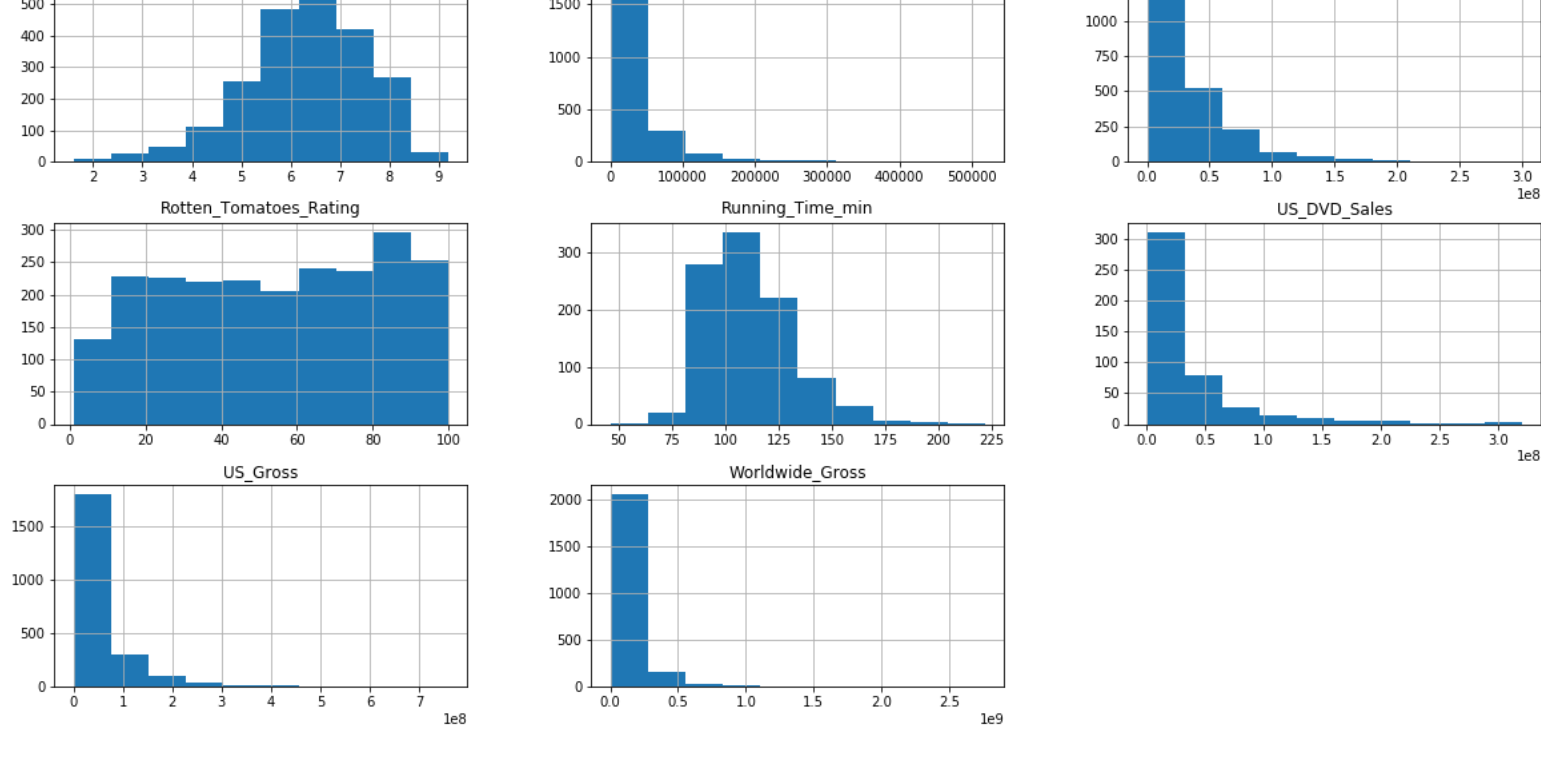 500
400
300
200
100
0
2 3 4 5 6 7 8 9
1500
1000
500
0
0 100000 200000 300000 400000 500000
1000
750
500
250
0
0.0 0.5 1.0 1.5 2.0 2.5 3.0
1e8
Rotten_Tomatoes_Rating
300
250
200
150
100
50
0
0 20 40 60 80 100
Running_Time_min
300
200
100
0
50 75 100 125 150 175 200 225
US_DVD_Sales
300
250
200
150
100
50
0
0.0 0.5 1.0 1.5 2.0 2.5 3.0
1e8
US_Gross
1500
1000
500
0
0 1 2 3 4 5 6 7
1e8
Worldwide_Gross
2000
1500
1000
500
0
0.0 0.5 1.0 1.5 2.0 2.5
1e9